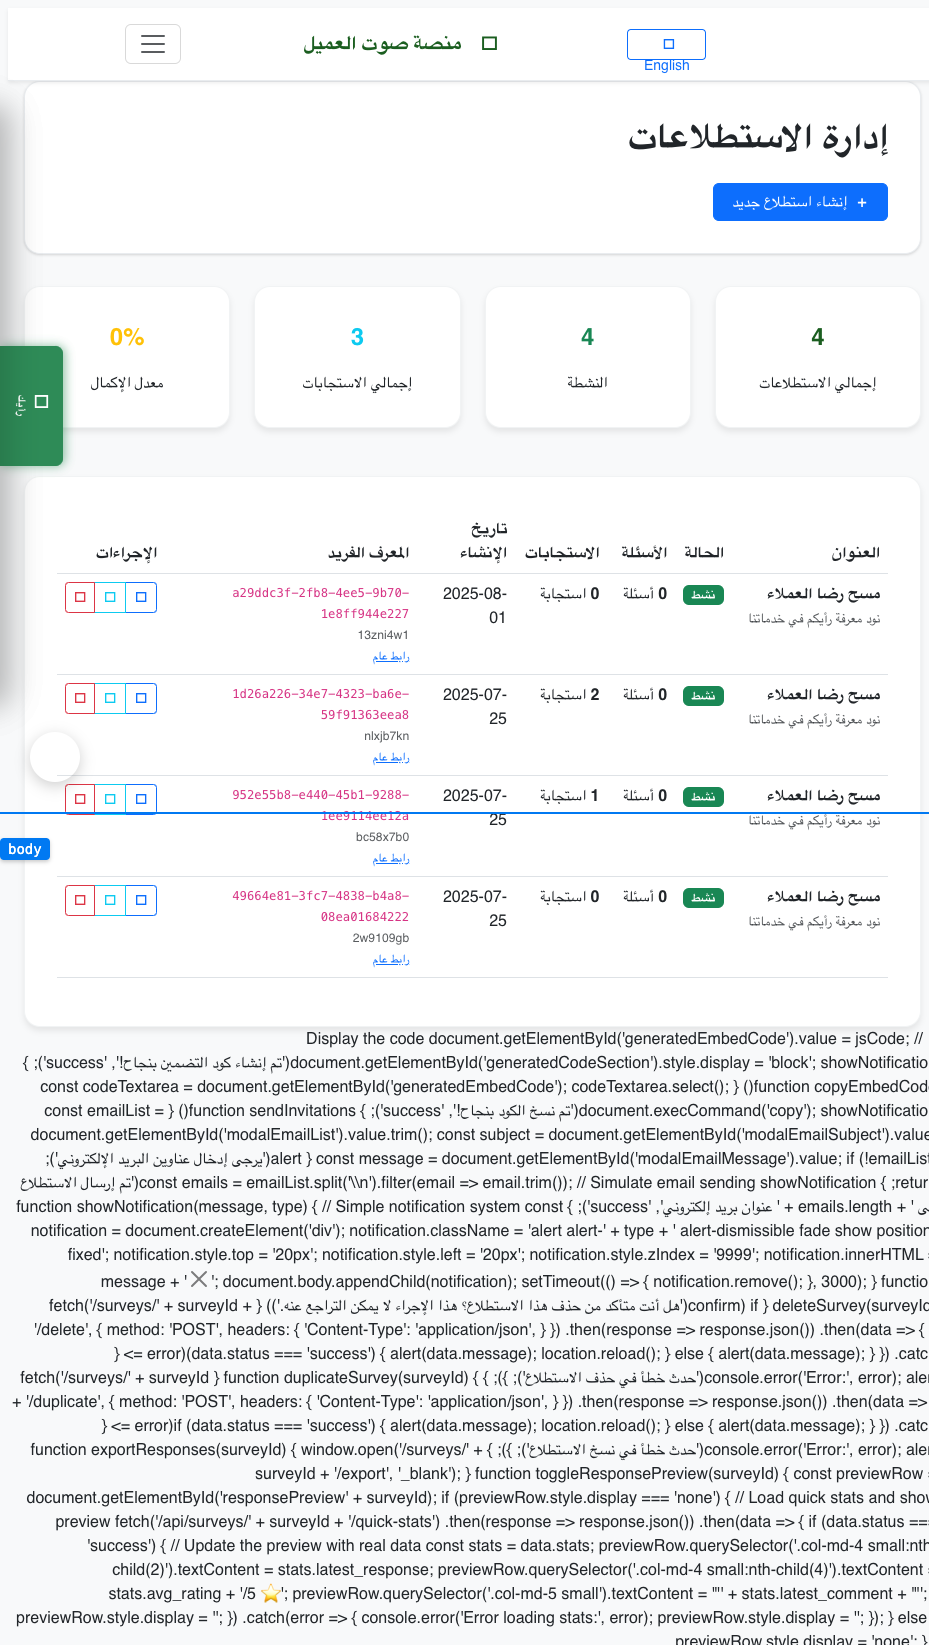 منصة صوت العميل
English
إدارة الاستطلاعات
+ إنشاء استطلاع جديد
4
إجمالي الاستطلاعات
4
النشطة
3
إجمالي الاستجابات
0%
معدل الإكمال
رأيك
العنوان الحالة الأسئلة الاستجابات تاريخ الإنشاء المعرف الفريد الإجراءات
مسح رضا العملاء
نود معرفة رأيكم في خدماتنا
نشط
0 أسئلة
0 استجابة
2025-08-
01
a29ddc3f-2fb8-4ee5-9b70-
1e8ff944e227
13zni4w1
رابط عام
مسح رضا العملاء
نود معرفة رأيكم في خدماتنا
نشط
0 أسئلة
2 استجابة
2025-07-
25
1d26a226-34e7-4323-ba6e-
59f91363eea8
nlxjb7kn
رابط عام
مسح رضا العملاء
نود معرفة رأيكم في خدماتنا
نشط
0 أسئلة
1 استجابة
2025-07-
25
952e55b8-e440-45b1-9288-
1ee9114ee12a
bc58x7b0
رابط عام
body
مسح رضا العملاء
نود معرفة رأيكم في خدماتنا
نشط
0 أسئلة
0 استجابة
2025-07-
25
49664e81-3fc7-4838-b4a8-
08ea01684222
2w9109gb
رابط عام
Display the code document.getElementById('generatedEmbedCode').value = jsCode; //
document.getElementById('generatedCodeSection').style.display = 'block'; showNotificatio('تم إنشاء كود التضمين بنجاح!', 'success'); {
const codeTextarea = document.getElementById('generatedEmbedCode'); codeTextarea.select(); } ()function copyEmbedCod
document.execCommand('copy'); showNotificatio('تم نسخ الكود بنجاح!', 'success'); { const emailList = } ()function sendInvitations
document.getElementById('modalEmailList').value.trim(); const subject = document.getElementById('modalEmailSubject').value
const message = document.getElementById('modalEmailMessage').value; if (!emailList } alert('يرجى إدخال عناوين البريد الإلكتروني');
return; { const emails = emailList.split('\n').filter(email => email.trim()); // Simulate email sending showNotification('تم إرسال الاستطلاع
ى ' + emails.length + ' عنوان بريد إلكتروني', 'success'); { function showNotification(message, type) { // Simple notification system const
notification = document.createElement('div'); notification.className = 'alert alert-' + type + ' alert-dismissible fade show position
fixed'; notification.style.top = '20px'; notification.style.left = '20px'; notification.style.zIndex = '9999'; notification.innerHTML =
message + ' '; document.body.appendChild(notification); setTimeout(() => { notification.remove(); }, 3000); } functio
deleteSurvey(surveyId } if (confirm('هل أنت متأكد من حذف هذا الاستطلاع؟ هذا الإجراء لا يمكن التراجع عنه.')) { fetch('/surveys/' + surveyId +
'/delete', { method: 'POST', headers: { 'Content-Type': 'application/json', } }) .then(response => response.json()) .then(data => {
if (data.status === 'success') { alert(data.message); location.reload(); } else { alert(data.message); } }) .catc(error => {
console.error('Error:', error); aler('حدث خطأ في حذف الاستطلاع'); }); } } function duplicateSurvey(surveyId) { fetch('/surveys/' + surveyId
+ '/duplicate', { method: 'POST', headers: { 'Content-Type': 'application/json', } }) .then(response => response.json()) .then(data =>
if (data.status === 'success') { alert(data.message); location.reload(); } else { alert(data.message); } }) .catc(error => {
console.error('Error:', error); aler('حدث خطأ في نسخ الاستطلاع'); }); } function exportResponses(surveyId) { window.open('/surveys/' +
surveyId + '/export', '_blank'); } function toggleResponsePreview(surveyId) { const previewRow =
document.getElementById('responsePreview' + surveyId); if (previewRow.style.display === 'none') { // Load quick stats and show
preview fetch('/api/surveys/' + surveyId + '/quick-stats') .then(response => response.json()) .then(data => { if (data.status ===
'success') { // Update the preview with real data const stats = data.stats; previewRow.querySelector('.col-md-4 small:nth
child(2)').textContent = stats.latest_response; previewRow.querySelector('.col-md-4 small:nth-child(4)').textContent =
stats.avg_rating + '/5 ⭐'; previewRow.querySelector('.col-md-5 small').textContent = '"' + stats.latest_comment + '"';
previewRow.style.display = ''; }) .catch(error => { console.error('Error loading stats:', error); previewRow.style.display = ''; }); } else
previewRow.style.display = 'none'; }